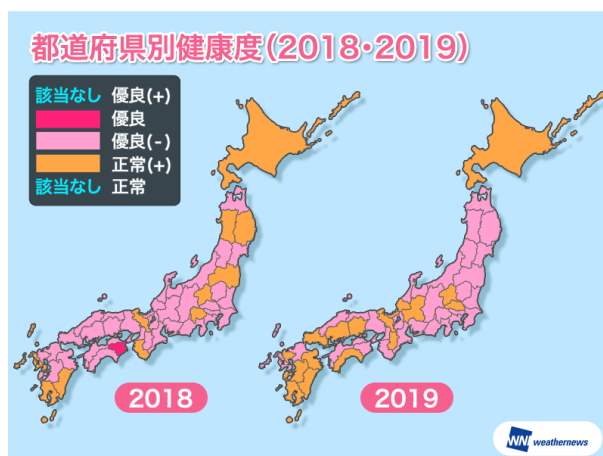 都道府県別健康度(2018・2019)
該当なし 優良(+)
優良
優良(-)
正常(+)
該当なし 正常
2018
2019
WNI weathernews